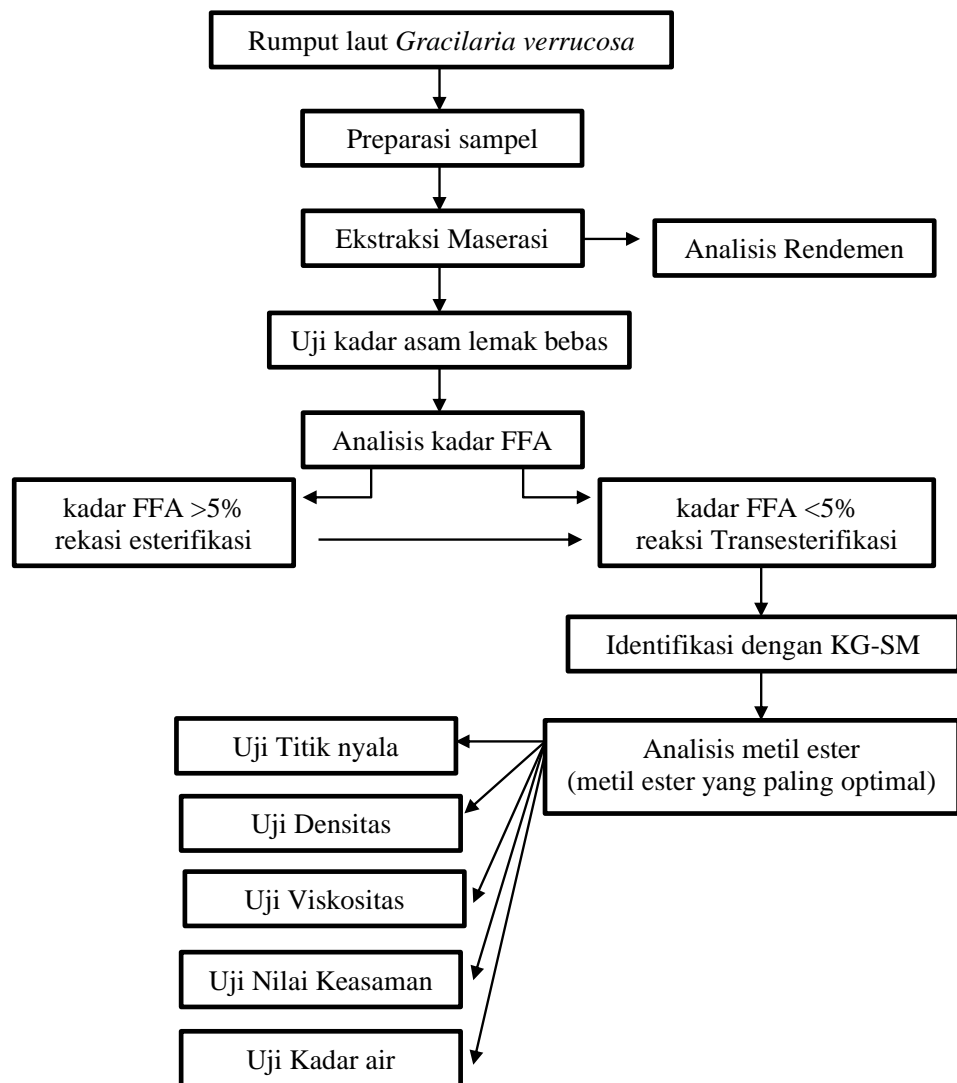 Rumput laut Gracilaria verrucosa
Preparasi sampel
Ekstraksi Maserasi
Analisis Rendemen
Uji kadar asam lemak bebas
Analisis kadar FFA
kadar FFA >5%
rekasi esterifikasi
kadar FFA <5%
reaksi Transesterifikasi
Identifikasi dengan KG-SM
Analisis metil ester
(metil ester yang paling optimal)
Uji Titik nyala
Uji Densitas
Uji Viskositas
Uji Nilai Keasaman
Uji Kadar air